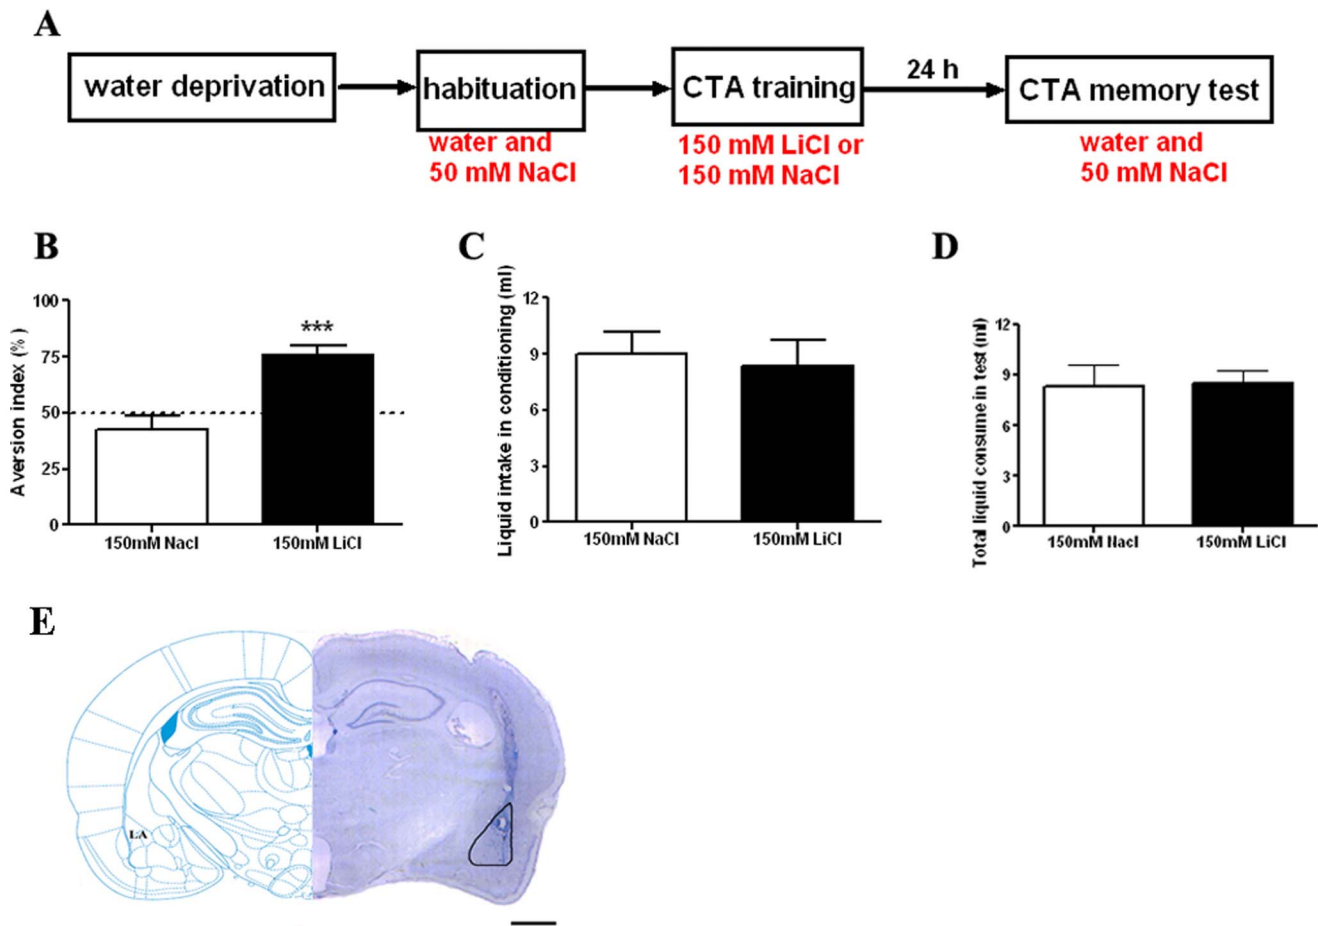 A
water deprivation
habituation
CTA training
24 h
CTA memory test
water and
50 mM NaCl
150 mM LiCl or
150 mM NaCl
water and
50 mM NaCl
B
Aversion index (% )
100
75
50
25
0
***
150mM Nacl
150mM LiCl
C
Liquid intake in conditioning (ml)
12
9
6
3
0
150mM NaCl
150mM LiCl
D
Total liquid consume in test (ml)
12
9
6
3
0
150mM Nacl
150mM LiCl
E
LA